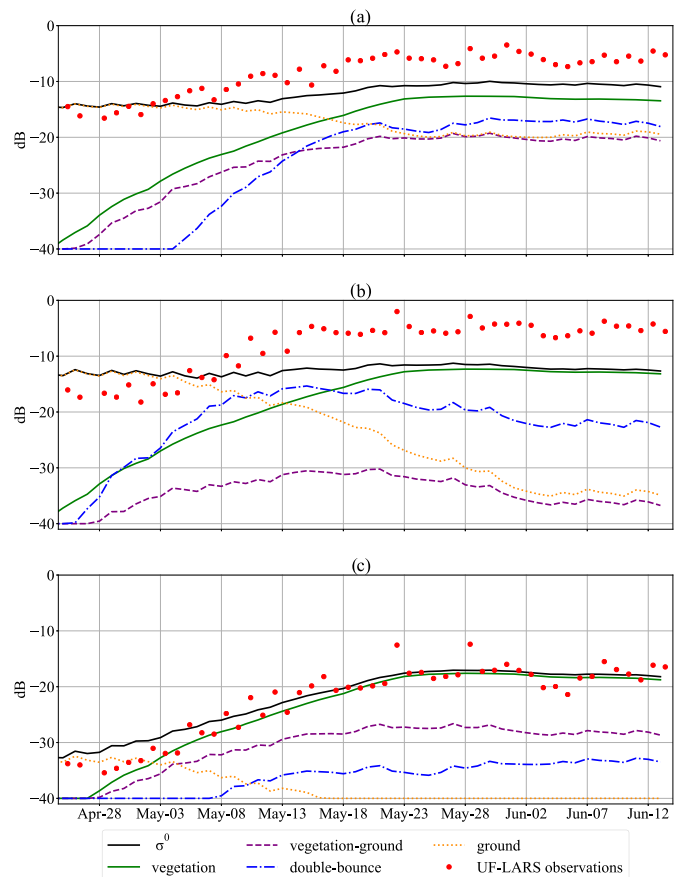 (a)
0
−10
−20
−30
−40
dB
(b)
0
−10
−20
−30
−40
dB
(c)
0
−10
−20
−30
−40
dB
Apr-28 May-03 May-08 May-13 May-18 May-23 May-28 Jun-02 Jun-07 Jun-12
σ⁰ vegetation-ground ground
vegetation double-bounce UF-LARS observations